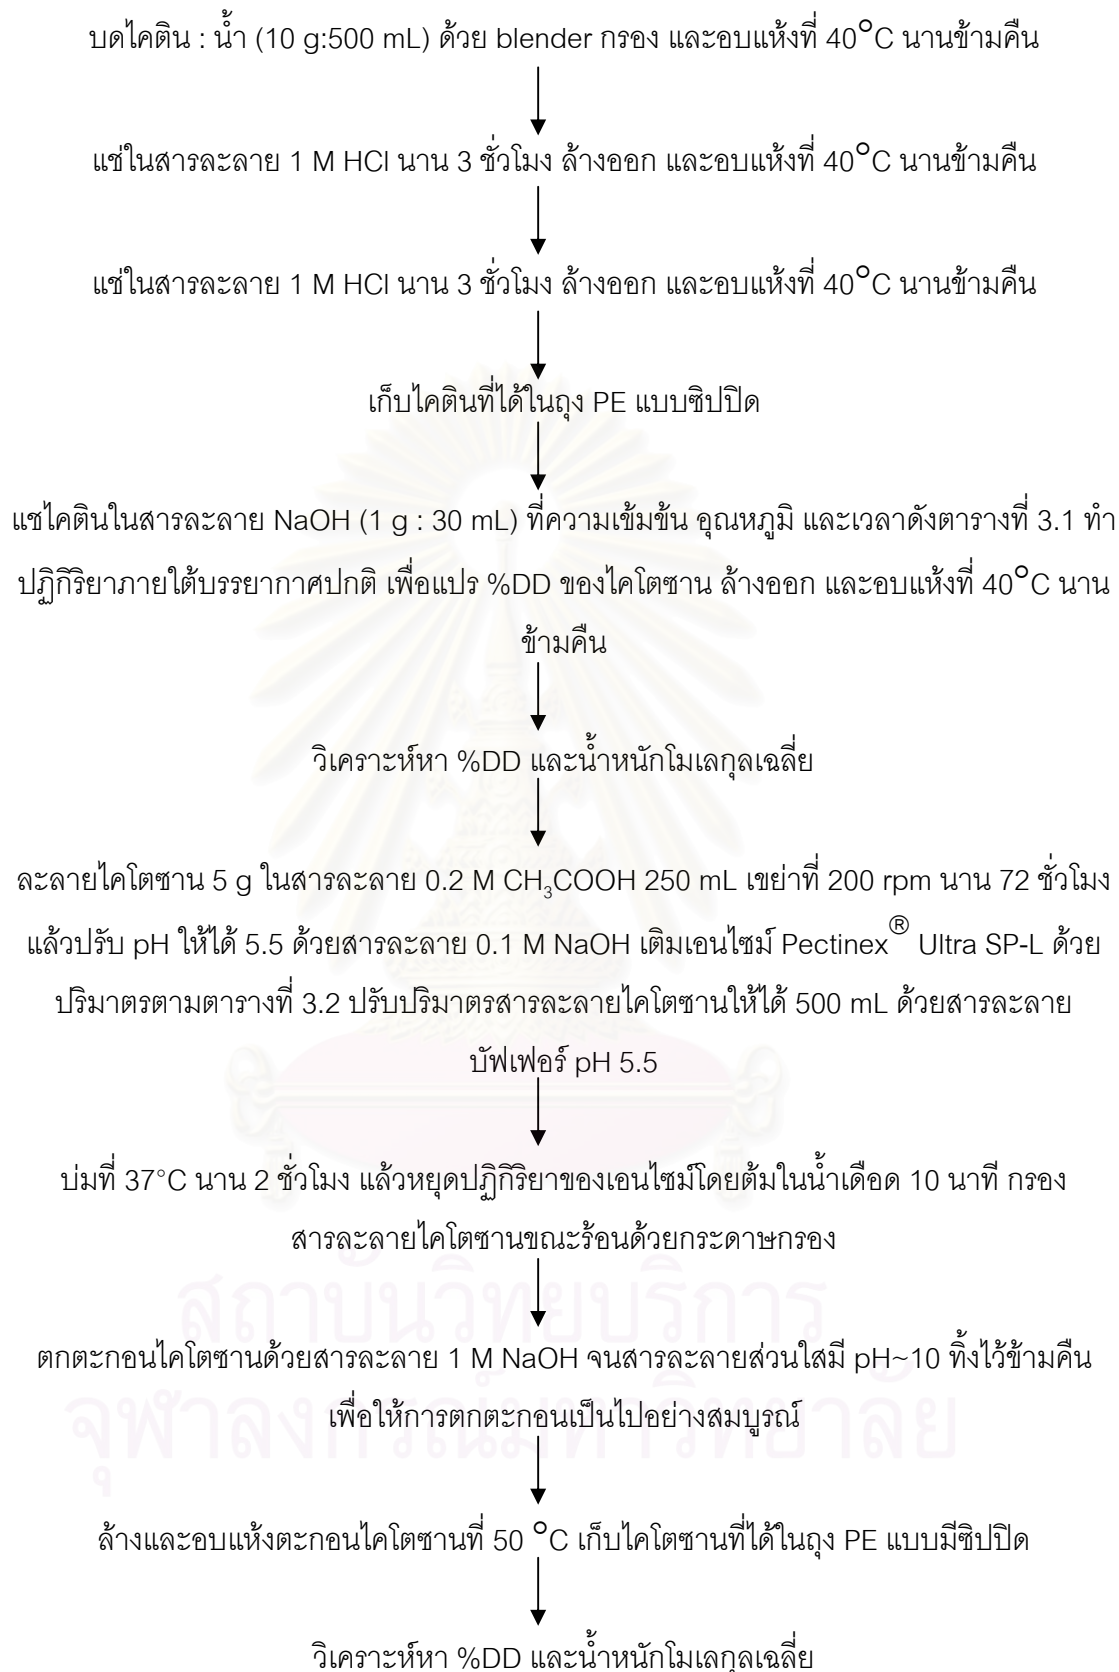 บดไคติน : น้ำ (10 g:500 mL) ด้วย blender กรอง และอบแห้งที่ 40°C นานข้ามคืน
แช่ในสารละลาย 1 M HCl นาน 3 ชั่วโมง ล้างออก และอบแห้งที่ 40°C นานข้ามคืน
แช่ในสารละลาย 1 M HCl นาน 3 ชั่วโมง ล้างออก และอบแห้งที่ 40°C นานข้ามคืน
เก็บไคตินที่ได้ในถุง PE แบบซิปปิด
แชไคตินในสารละลาย NaOH (1 g : 30 mL) ที่ความเข้มข้น อุณหภูมิ และเวลาดังตารางที่ 3.1 ทำ
ปฏิกิริยาภายใต้บรรยากาศปกติ เพื่อแปร %DD ของไคโตซาน ล้างออก และอบแห้งที่ 40°C นาน
ข้ามคืน
วิเคราะห์หา %DD และน้ำหนักโมเลกุลเฉลี่ย
ละลายไคโตซาน 5 g ในสารละลาย 0.2 M CH₃COOH 250 mL เขย่าที่ 200 rpm นาน 72 ชั่วโมง
แล้วปรับ pH ให้ได้ 5.5 ด้วยสารละลาย 0.1 M NaOH เติมเอนไซม์ Pectinex® Ultra SP-L ด้วย
ปริมาตรตามตารางที่ 3.2 ปรับปริมาตรสารละลายไคโตซานให้ได้ 500 mL ด้วยสารละลาย
บัฟเฟอร์ pH 5.5
บ่มที่ 37°C นาน 2 ชั่วโมง แล้วหยุดปฏิกิริยาของเอนไซม์โดยต้มในน้ำเดือด 10 นาที กรอง
สารละลายไคโตซานขณะร้อนด้วยกระดาษกรอง
สถาบันวิทยบริการ
ตกตะกอนไคโตซานด้วยสารละลาย 1 M NaOH จนสารละลายส่วนใสมี pH~10 ทิ้งไว้ข้ามคืน
เพื่อให้การตกตะกอนเป็นไปอย่างสมบูรณ์
จุฬาลงกรณ์มหาวิทยาลัย
ล้างและอบแห้งตะกอนไคโตซานที่ 50 °C เก็บไคโตซานที่ได้ในถุง PE แบบมีซิปปิด
วิเคราะห์หา %DD และน้ำหนักโมเลกุลเฉลี่ย